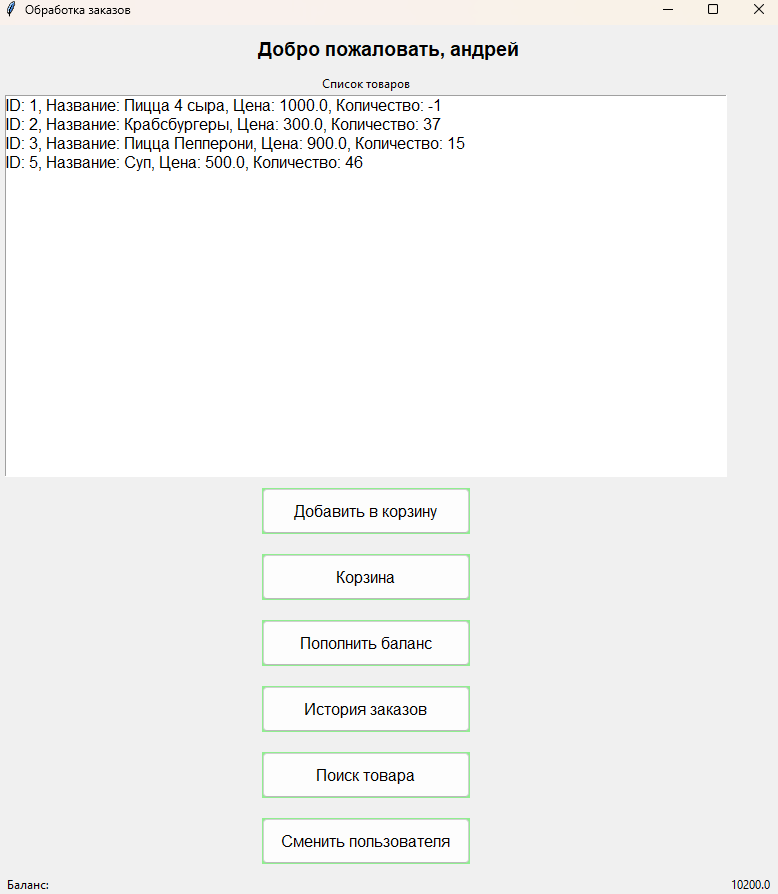 Обработка заказов
Добро пожаловать, андрей
Список товаров
ID: 1, Название: Пицца 4 сыра, Цена: 1000.0, Количество: -1
ID: 2, Название: Крабсбургеры, Цена: 300.0, Количество: 37
ID: 3, Название: Пицца Пепперони, Цена: 900.0, Количество: 15
ID: 5, Название: Суп, Цена: 500.0, Количество: 46
Добавить в корзину
Корзина
Пополнить баланс
История заказов
Поиск товара
Сменить пользователя
Баланс: 10200.0